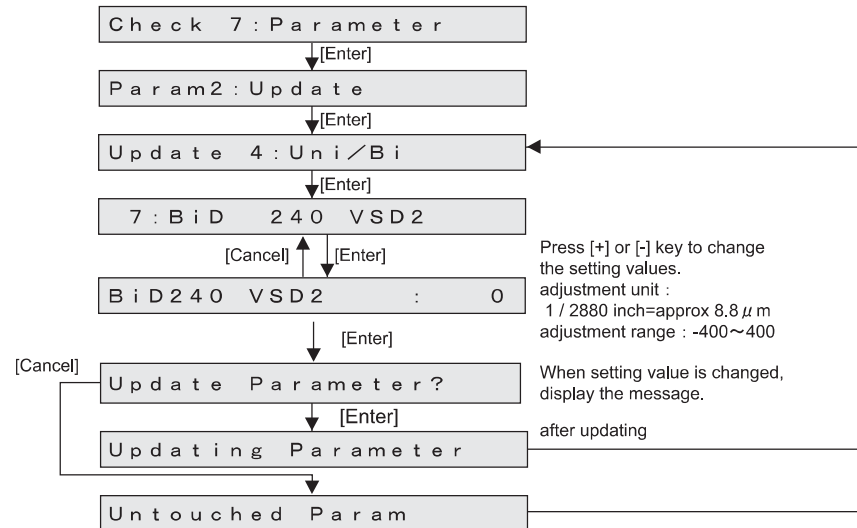 Check 7:Parameter
[Enter]
Param2:Update
[Enter]
Update 4:Uni/Bi
[Enter]
7:BiD 240 VSD2
[Cancel] [Enter]
BiD240 VSD2 : 0
Press [+] or [-] key to change
the setting values.
adjustment unit :
1 / 2880 inch=approx 8.8 μ m
adjustment range : -400~400
[Enter]
[Cancel]
Update Parameter?
When setting value is changed,
display the message.
[Enter]
Updating Parameter
after updating
Untouched Param